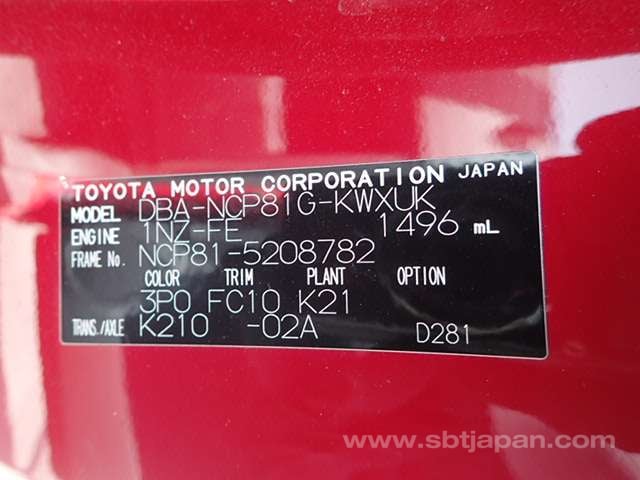 TOYOTA MOTOR CORPORATION JAPAN
MODEL DBA-NCP81G-KWXUK
ENGINE 1NZ-FE 1496 mL
FRAME No. NCP81-5208782
COLOR TRIM PLANT OPTION
3P0 FC10 K21
TRANS./AXLE K210 -02A D281
www.sbtjapan.com